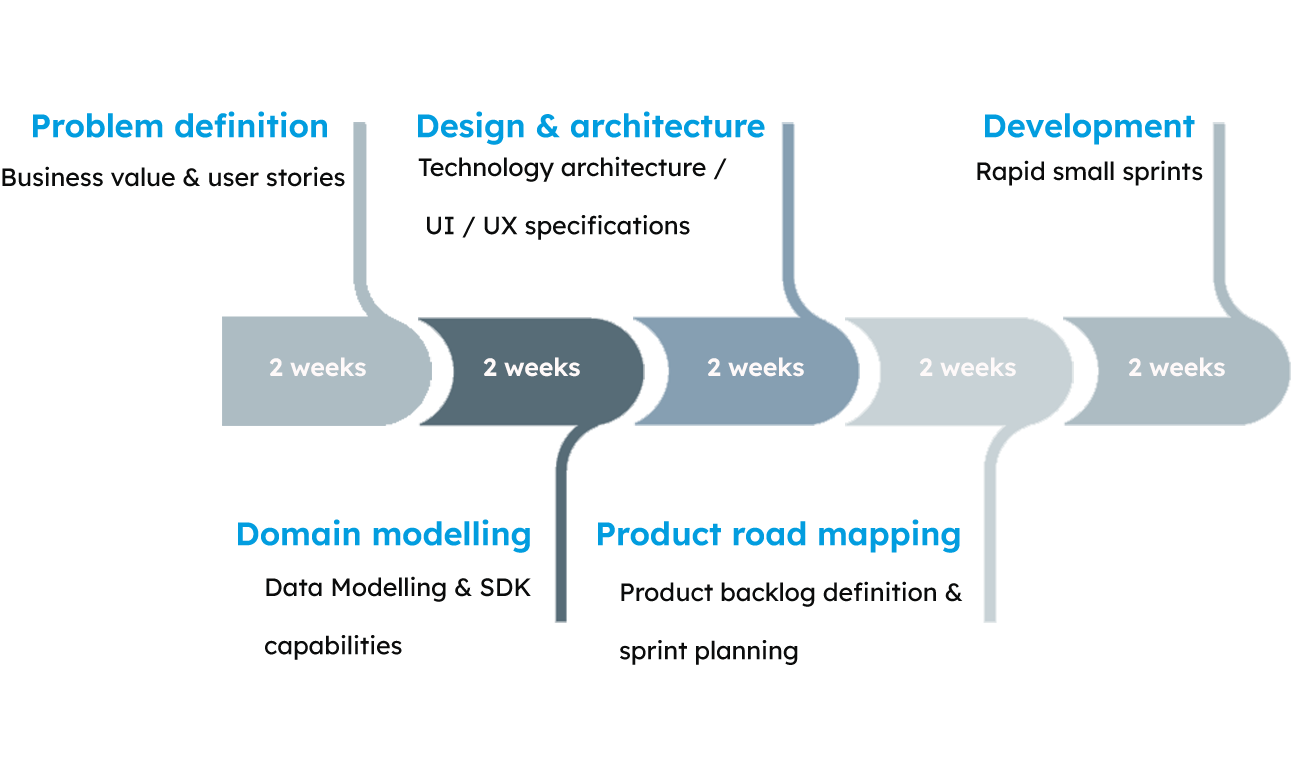 Problem definition
Business value & user stories
Design & architecture
Technology architecture /
UI / UX specifications
Development
Rapid small sprints
2 weeks
2 weeks
2 weeks
2 weeks
2 weeks
Domain modelling
Data Modelling & SDK
capabilities
Product road mapping
Product backlog definition &
sprint planning